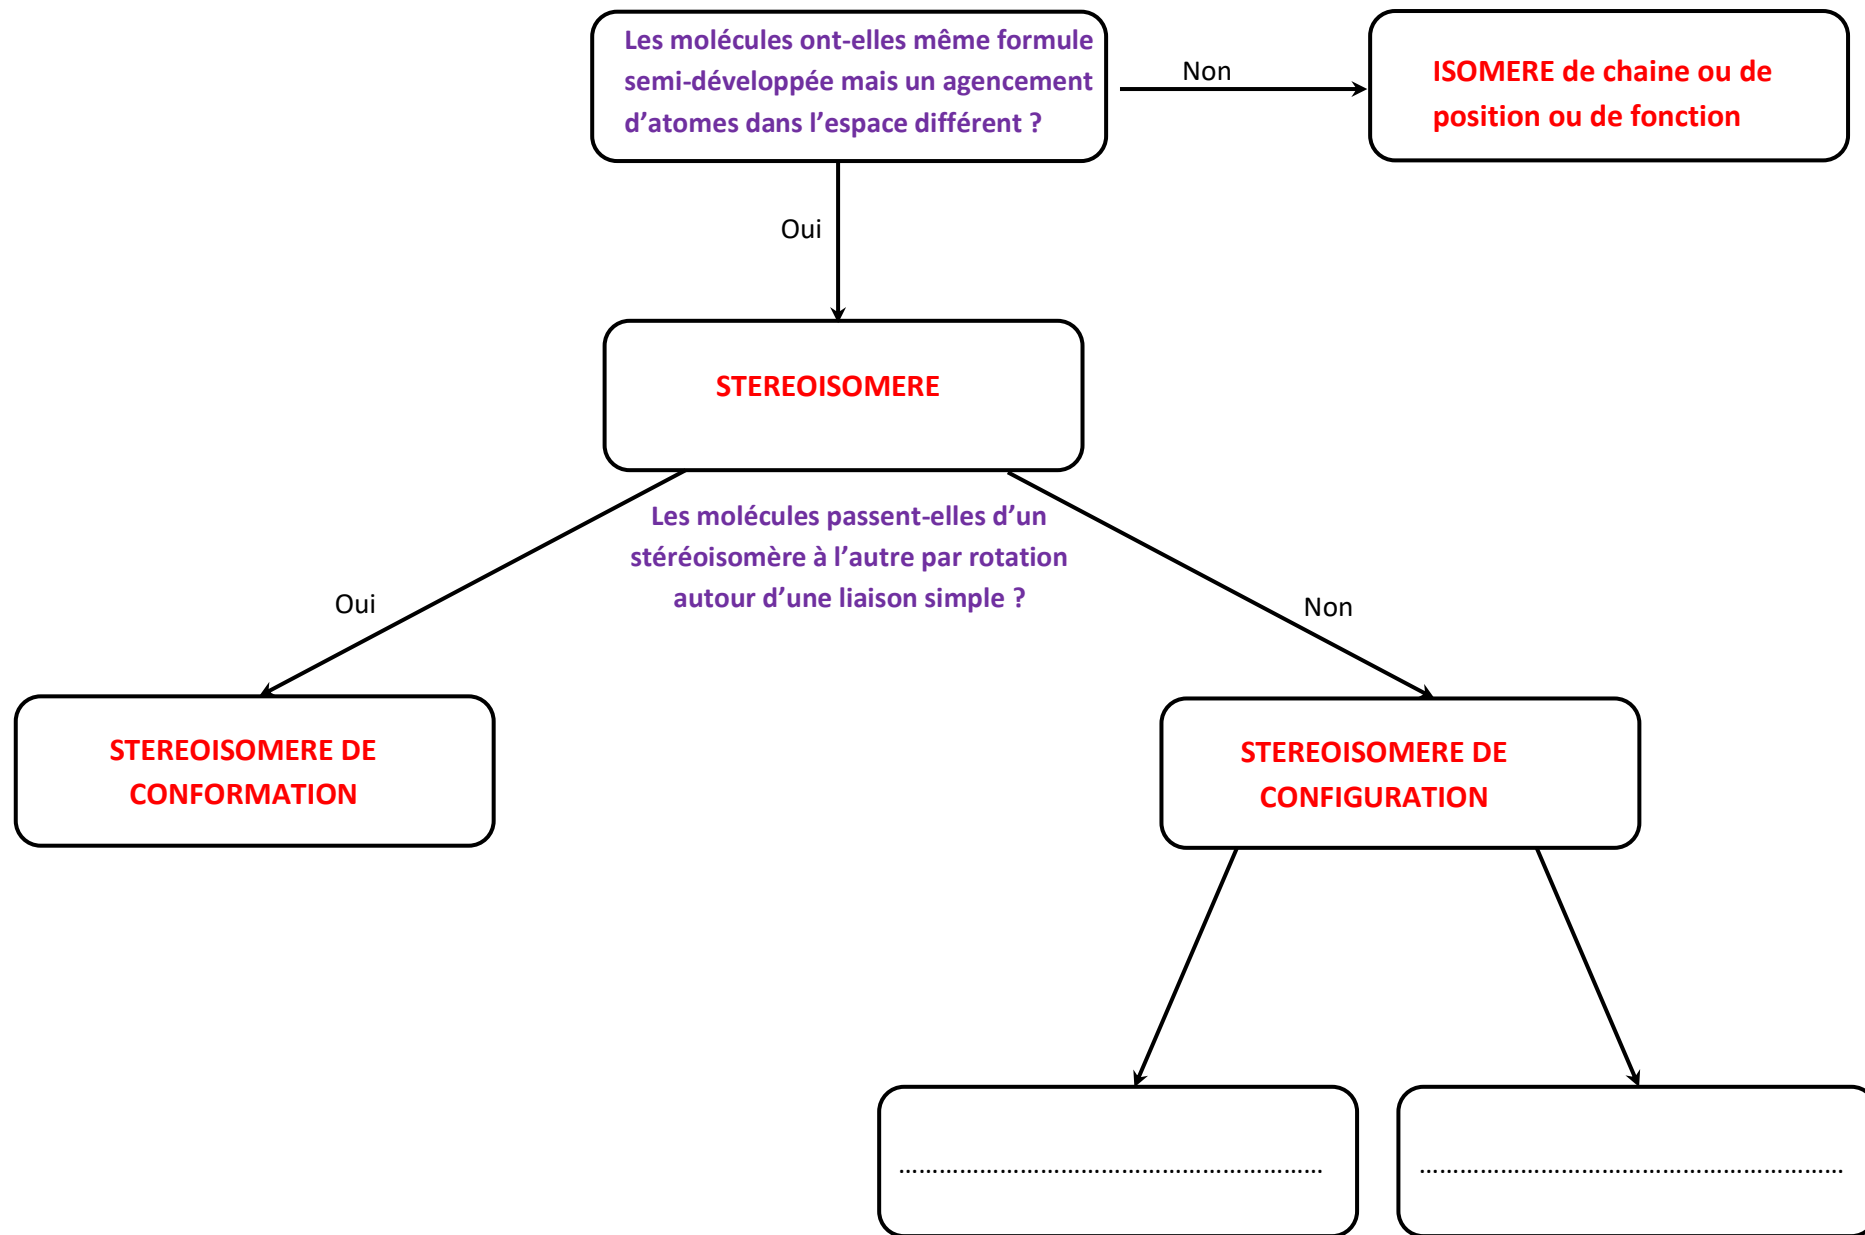 Les molécules ont-elles même formule
semi-développée mais un agencement
d’atomes dans l’espace différent ?
Non
ISOMERE de chaine ou de
position ou de fonction
Oui
STEREOISOMERE
Les molécules passent-elles d’un
stéréoisomère à l’autre par rotation
autour d’une liaison simple ?
Oui
Non
STEREOISOMERE DE
CONFORMATION
STEREOISOMERE DE
CONFIGURATION
………………………………………………………
………………………………………………………